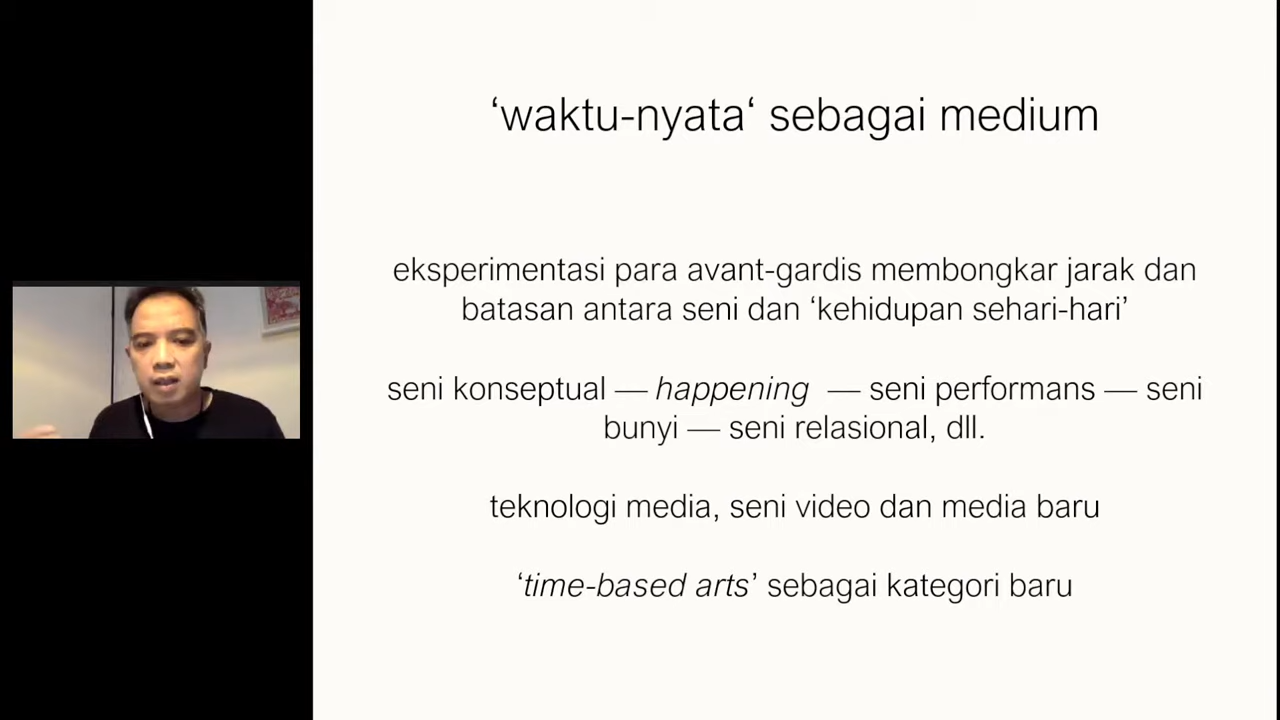 ‘waktu-nyata‘ sebagai medium
eksperimentasi para avant-gardis membongkar jarak dan
batasan antara seni dan ‘kehidupan sehari-hari’
seni konseptual — happening — seni performans — seni
bunyi — seni relasional, dll.
teknologi media, seni video dan media baru
‘time-based arts’ sebagai kategori baru